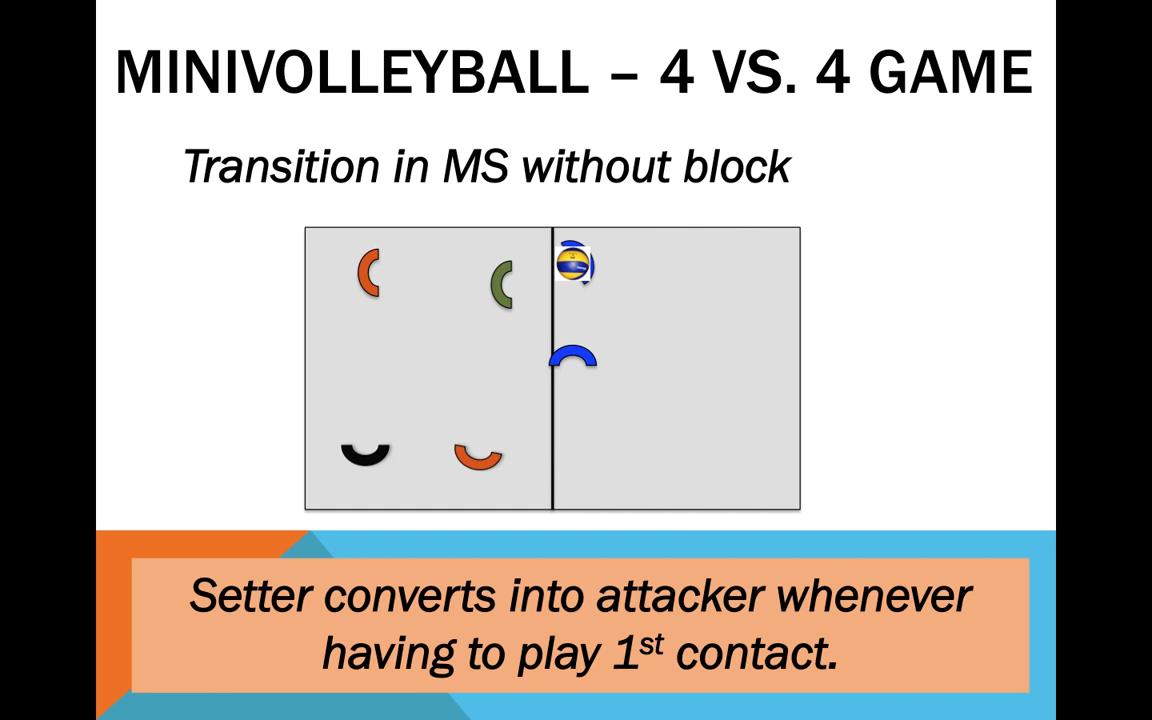 MINIVOLLEYBALL – 4 VS. 4 GAME
Transition in MS without block
Setter converts into attacker whenever
having to play 1st contact.